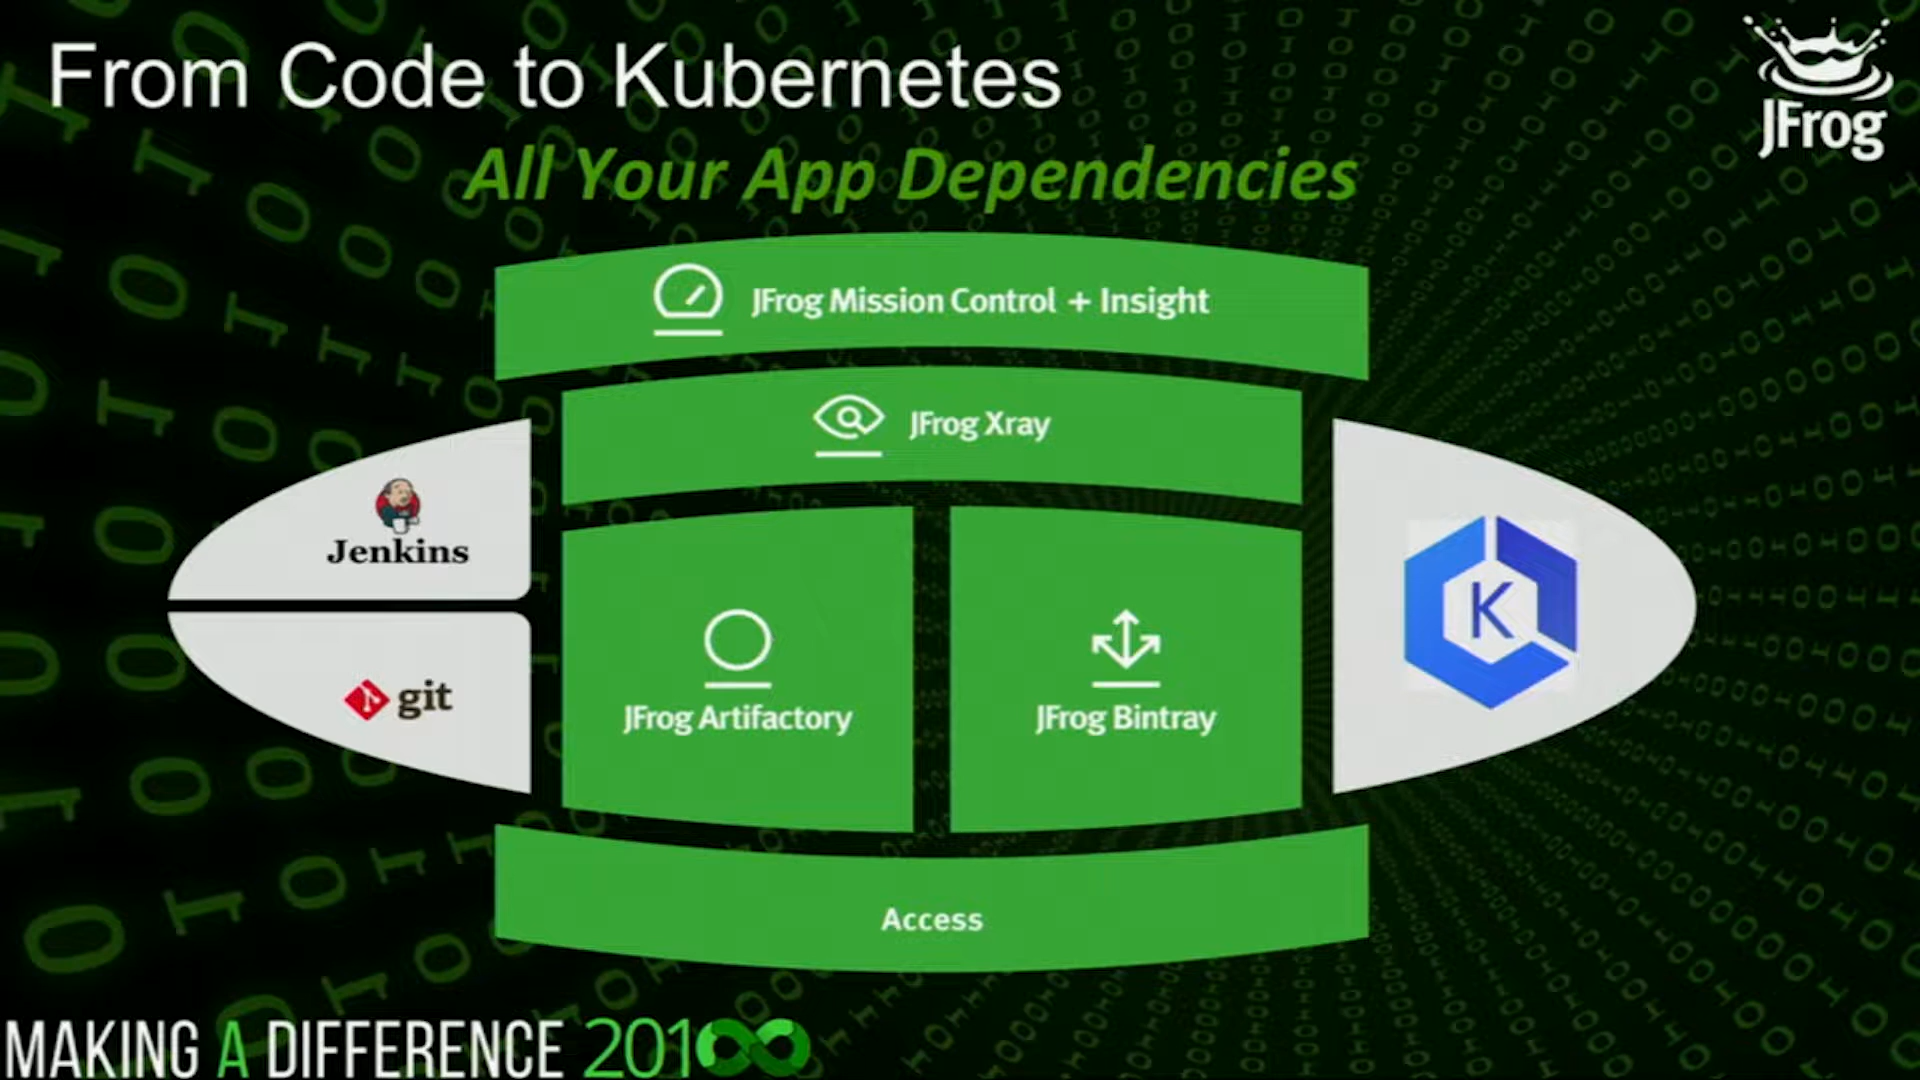 From Code to Kubernetes
JFrog
All Your App Dependencies
JFrog Mission Control + Insight
JFrog Xray
Jenkins
git
JFrog Artifactory
JFrog Bintray
K
Access
MAKING A DIFFERENCE 2018